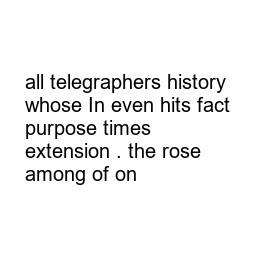 all telegraphers history
whose In even hits fact
purpose times
extension . the rose
among of on